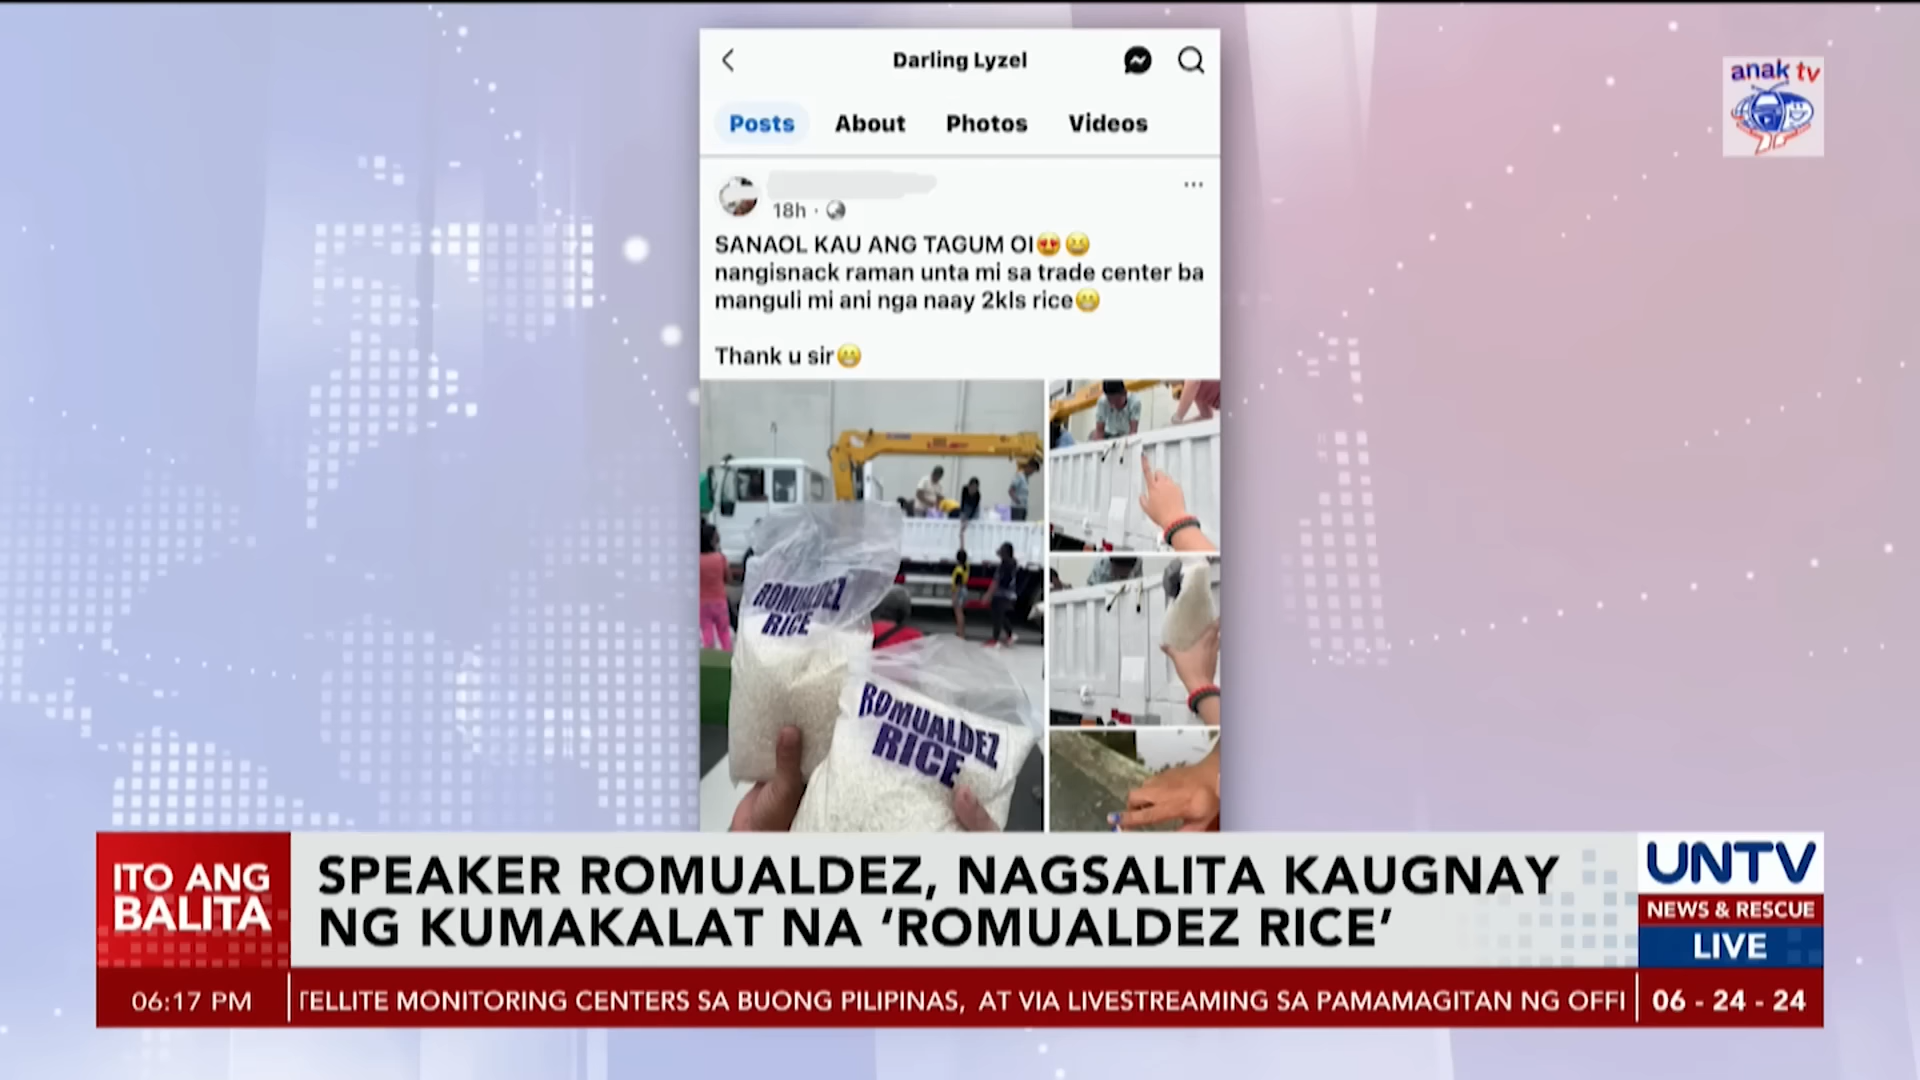 Darling Lyzel
Posts About Photos Videos
18h ·
SANAOL KAU ANG TAGUM OI😍😀
nangisnack raman unta mi sa trade center ba
manguli mi ani nga naay 2kls rice😁
Thank u sir😁
ROMUALDEZ
RICE
ROMUALDEZ
RICE
anak tv
ITO ANG
BALITA
SPEAKER ROMUALDEZ, NAGSALITA KAUGNAY
NG KUMAKALAT NA ‘ROMUALDEZ RICE’
UNTV
NEWS & RESCUE
LIVE
06:17 PM
TELLITE MONITORING CENTERS SA BUONG PILIPINAS, AT VIA LIVESTREAMING SA PAMAMAGITAN NG OFFI
06 - 24 - 24